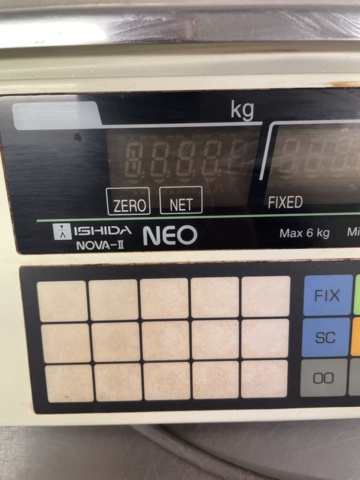 kg
ZERO NET FIXED
ISHIDA NEO Max 6 kg
NOVA-II
FIX
SC
00